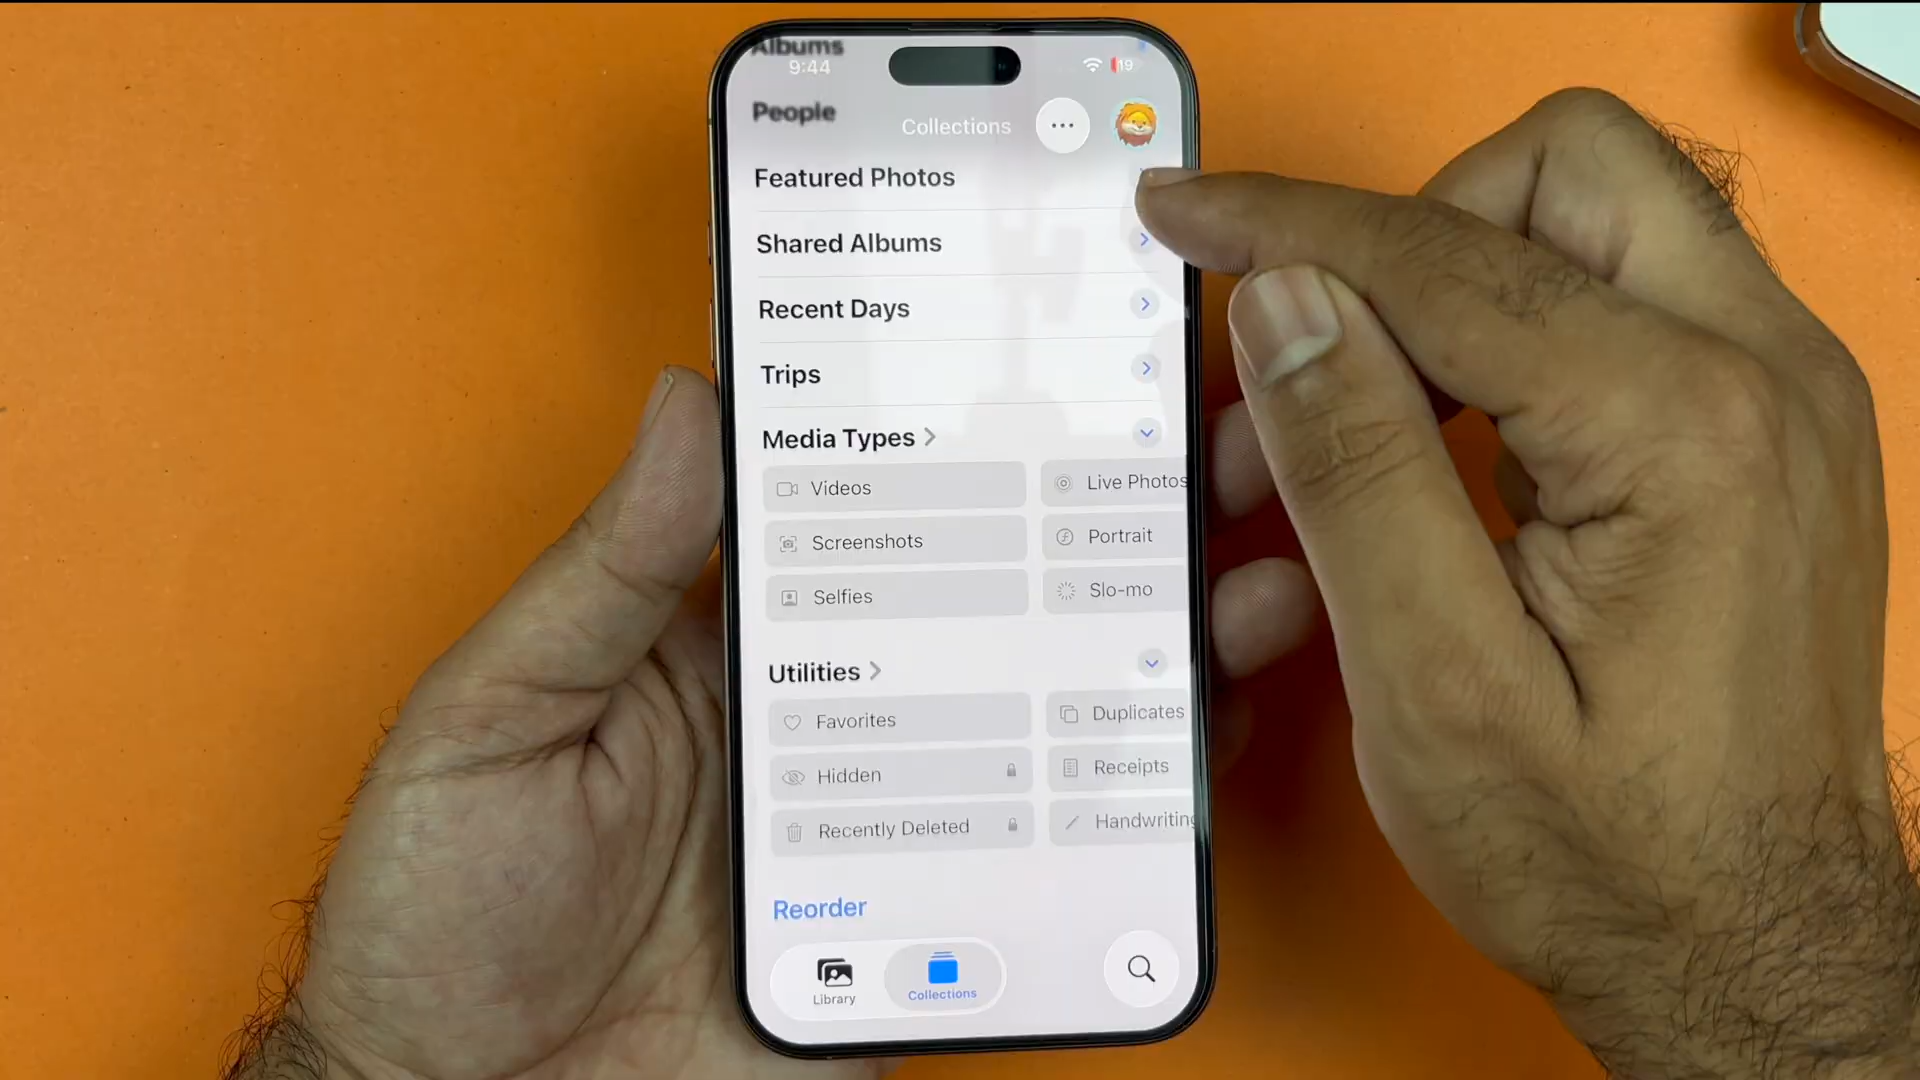 Albums
9:44
19
People
Collections
Featured Photos
Shared Albums
Recent Days
Trips
Media Types
Videos
Live Photos
Screenshots
Portrait
Selfies
Slo-mo
Utilities
Favorites
Duplicates
Hidden
Receipts
Recently Deleted
Handwriting
Reorder
Library
Collections